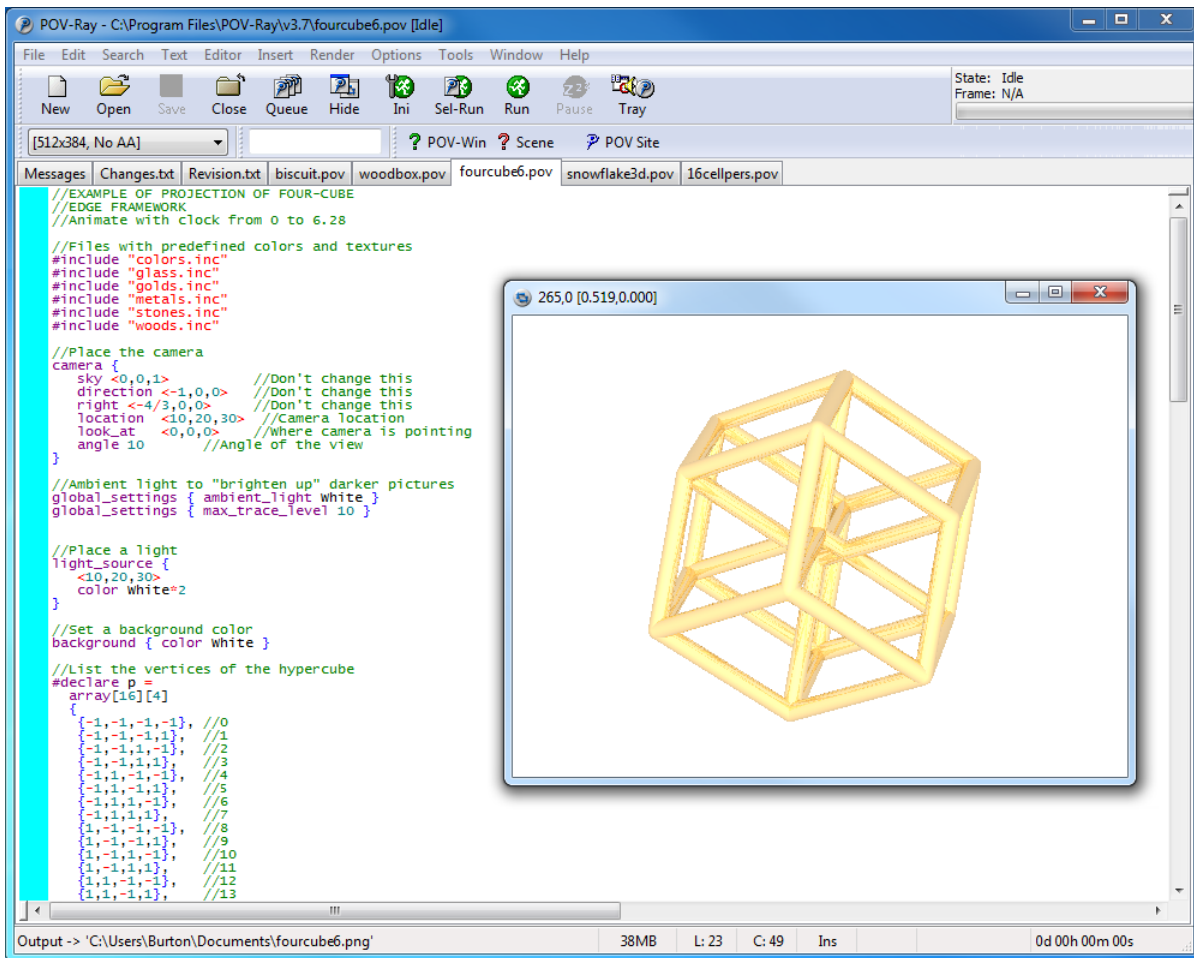 POV-Ray - C:\Program Files\POV-Ray\v3.7\fourcube6.pov [Idle]
File Edit Search Text Editor Insert Render Options Tools Window Help
New Open Save Close Queue Hide Ini Sel-Run Run Pause Tray
State: Idle
Frame: N/A
[512x384, No AA]
? POV-Win ? Scene POV Site
Messages Changes.txt Revision.txt biscuit.pov woodbox.pov fourcube6.pov snowflake3d.pov 16cellpers.pov
//EXAMPLE OF PROJECTION OF FOUR-CUBE
//EDGE FRAMEWORK
//Animate with clock from 0 to 6.28
//Files with predefined colors and textures
#include "colors.inc"
#include "glass.inc"
#include "golds.inc"
#include "metals.inc"
#include "stones.inc"
#include "woods.inc"
//Place the camera
camera {
sky <0,0,1> //Don't change this
direction <-1,0,0> //Don't change this
right <-4/3,0,0> //Don't change this
location <10,20,30> //Camera location
look_at <0,0,0> //Where camera is pointing
angle 10 //Angle of the view
}
//Ambient light to "brighten up" darker pictures
global_settings { ambient_light White }
global_settings { max_trace_level 10 }
//Place a light
light_source {
<10,20,30>
color White*2
}
//Set a background color
background { color White }
//List the vertices of the hypercube
#declare p =
array[16][4]
{
{-1,-1,-1,-1}, //0
{-1,-1,-1,1}, //1
{-1,-1,1,-1}, //2
{-1,-1,1,1}, //3
{-1,1,-1,-1}, //4
{-1,1,-1,1}, //5
{-1,1,1,-1}, //6
{-1,1,1,1}, //7
{1,-1,-1,-1}, //8
{1,-1,-1,1}, //9
{1,-1,1,-1}, //10
{1,-1,1,1}, //11
{1,1,-1,-1}, //12
{1,1,-1,1}, //13
265,0 [0.519,0.000]
Output -> 'C:\Users\Burton\Documents\fourcube6.png' 38MB L: 23 C: 49 Ins 0d 00h 00m 00s